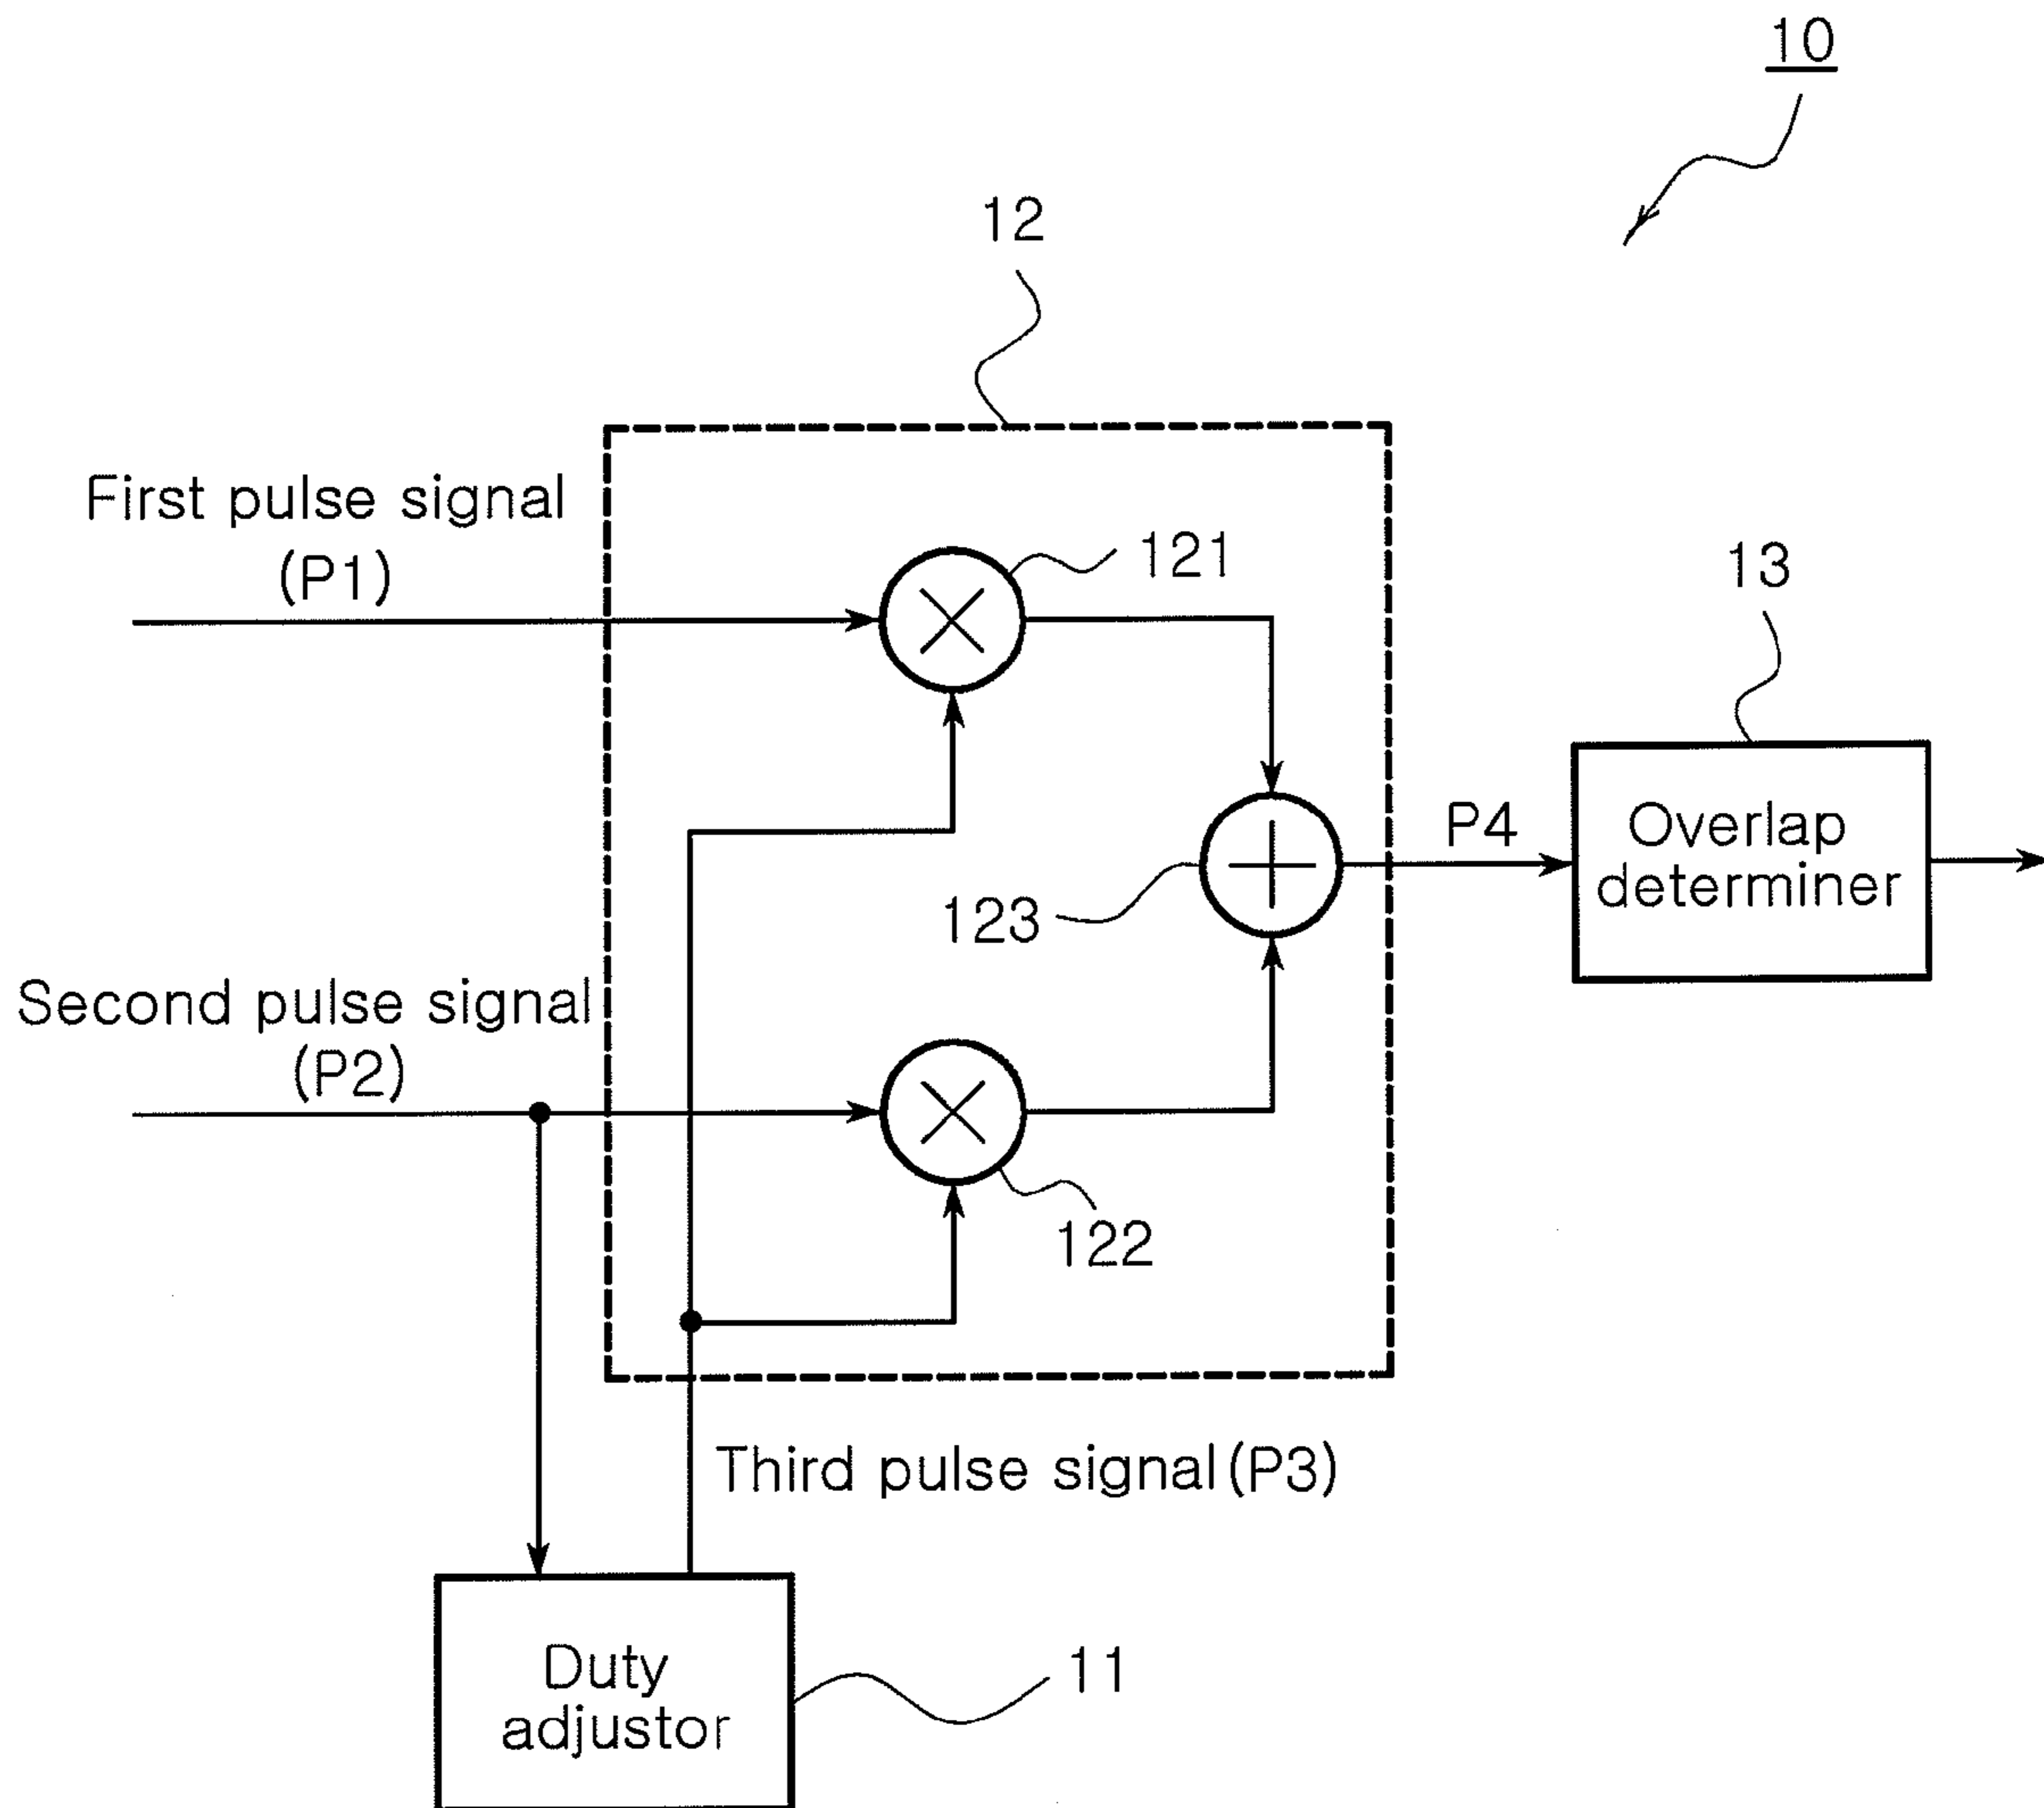 10
12
First pulse signal
(P1)
121
13
P4
Overlap
determiner
123
Second pulse signal
(P2)
122
Third pulse signal(P3)
Duty
adjustor
11